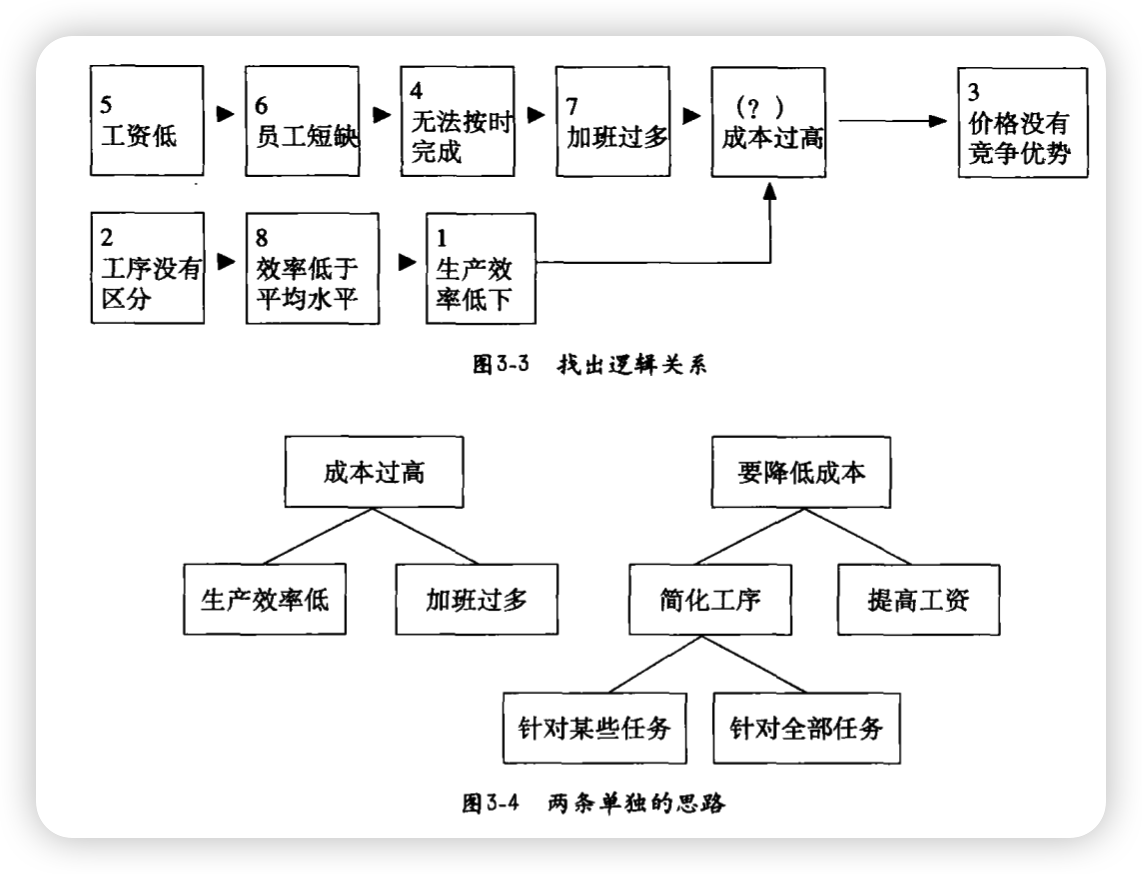 5
工资低
6
员工短缺
4
无法按时
完成
7
加班过多
(?)
成本过高
3
价格没有
竞争优势
2
工序没有
区分
8
效率低于
平均水平
1
生产效
率低下
图3-3 找出逻辑关系
成本过高
要降低成本
生产效率低
加班过多
简化工序
提高工资
针对某些任务
针对全部任务
图3-4 两条单独的思路